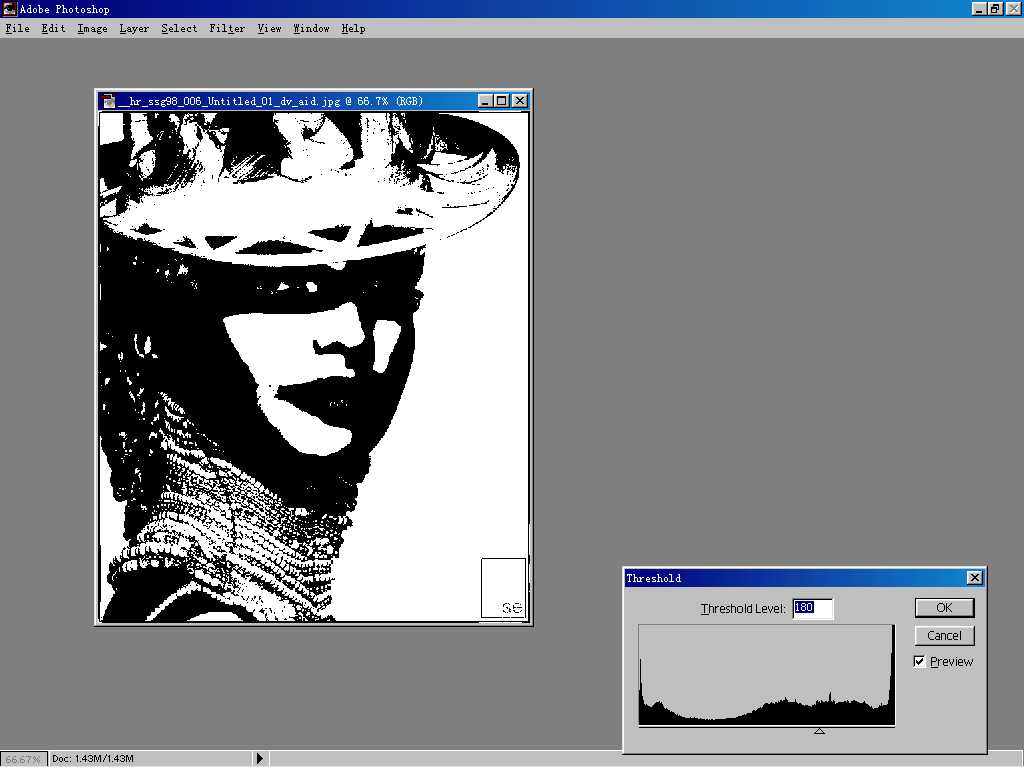 Adobe Photoshop
File Edit Image Layer Select Filter View Window Help
__hr_ssg98_006_Untitled_01_dv_aid.jpg @ 66.7% (RGB)
se
Threshold
Threshold Level: 180
OK
Cancel
Preview
66.67% Doc: 1.43M/1.43M